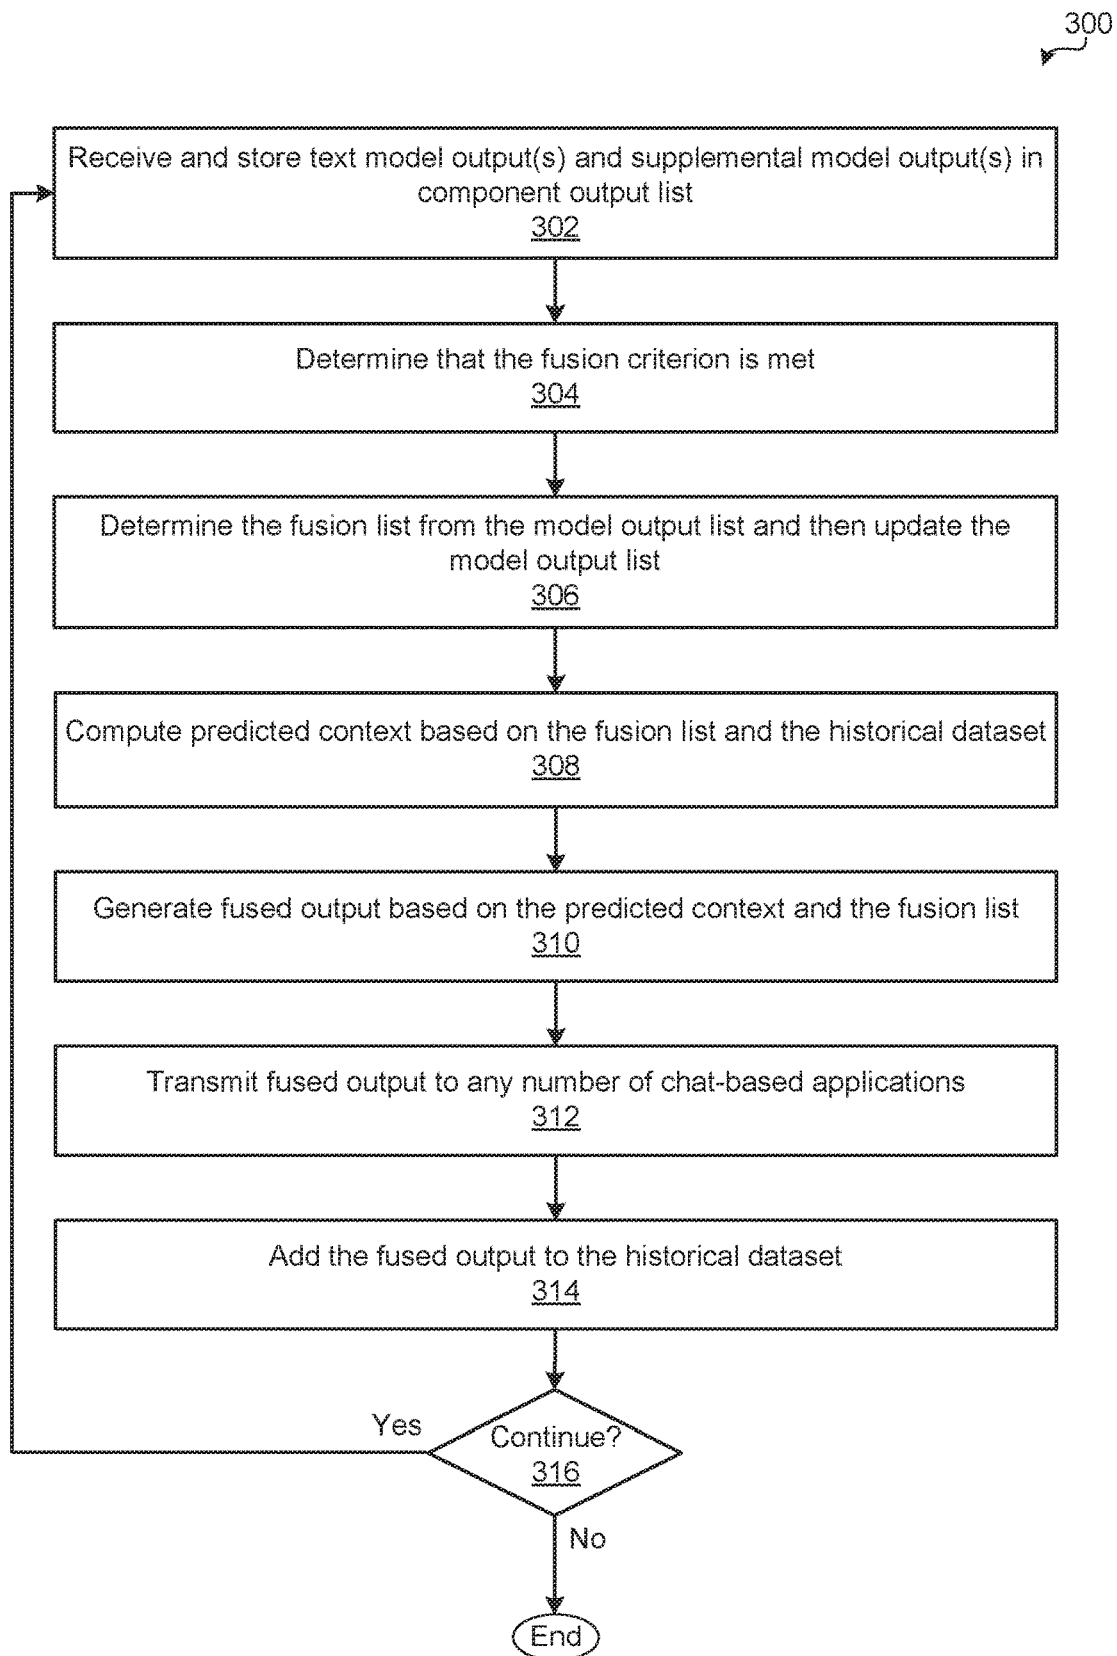 300
Receive and store text model output(s) and supplemental model output(s) in
component output list
302
Determine that the fusion criterion is met
304
Determine the fusion list from the model output list and then update the
model output list
306
Compute predicted context based on the fusion list and the historical dataset
308
Generate fused output based on the predicted context and the fusion list
310
Transmit fused output to any number of chat-based applications
312
Add the fused output to the historical dataset
314
Yes
Continue?
316
No
End